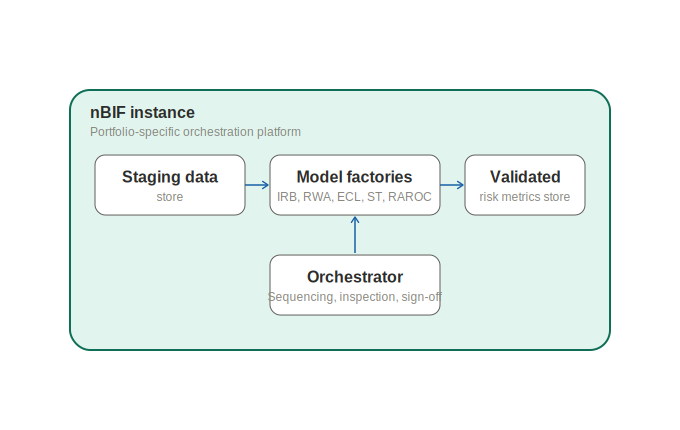 nBIF instance
Portfolio-specific orchestration platform
Staging data
store
Model factories
IRB, RWA, ECL, ST, RAROC
Validated
risk metrics store
Orchestrator
Sequencing, inspection, sign-off